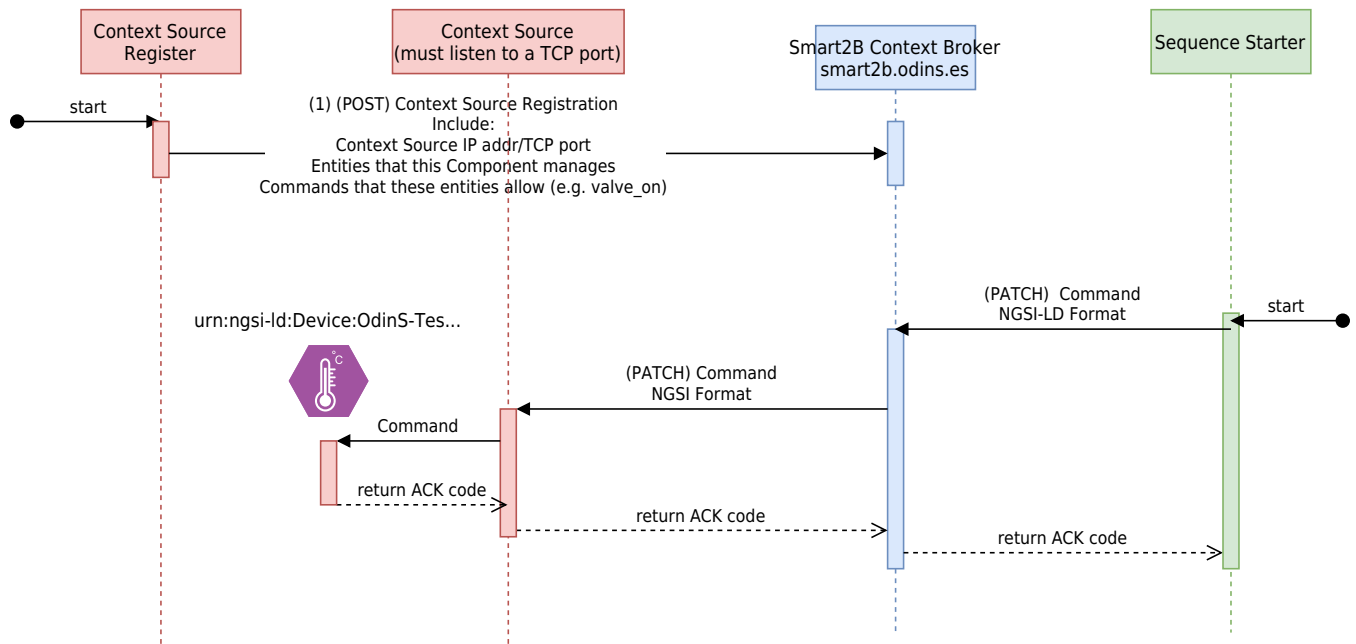 Context Source
Register
Context Source
(must listen to a TCP port)
Smart2B Context Broker
smart2b.odins.es
Sequence Starter
start
(1) (POST) Context Source Registration
Include:
Context Source IP addr/TCP port
Entities that this Component manages
Commands that these entities allow (e.g. valve_on)
(PATCH)  Command
NGSI-LD Format
start
urn:ngsi-ld:Device:OdinS-Tes...
°C
(PATCH) Command
NGSI Format
Command
return ACK code
return ACK code
return ACK code